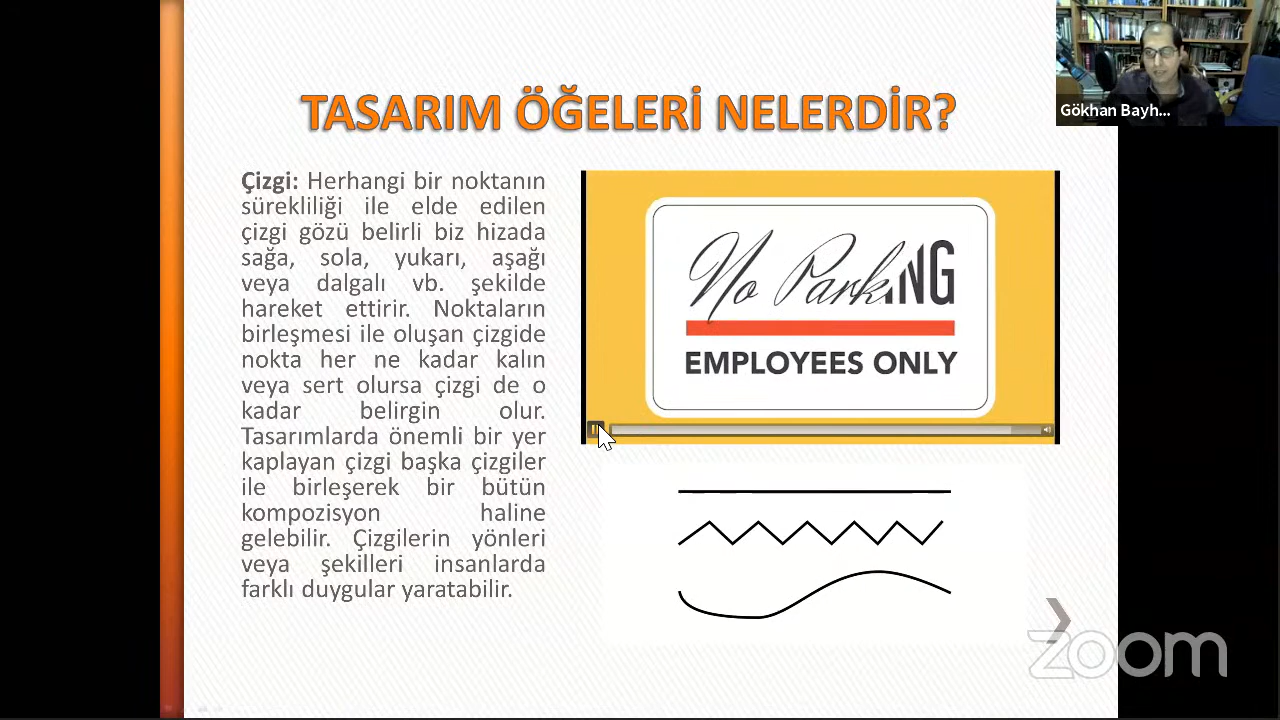 TASARIM ÖĞELERİ NELERDİR?
Çizgi: Herhangi bir noktanın
sürekliliği ile elde edilen
çizgi gözü belirli biz hizada
sağa, sola, yukarı, aşağı
veya dalgalı vb. şekilde
hareket ettirir. Noktaların
birleşmesi ile oluşan çizgide
nokta her ne kadar kalın
veya sert olursa çizgi de o
kadar belirgin olur.
Tasarımlarda önemli bir yer
kaplayan çizgi başka çizgiler
ile birleşerek bir bütün
kompozisyon haline
gelebilir. Çizgilerin yönleri
veya şekilleri insanlarda
farklı duygular yaratabilir.
No ParkiNG
EMPLOYEES ONLY
Gökhan Bayh...
zoom